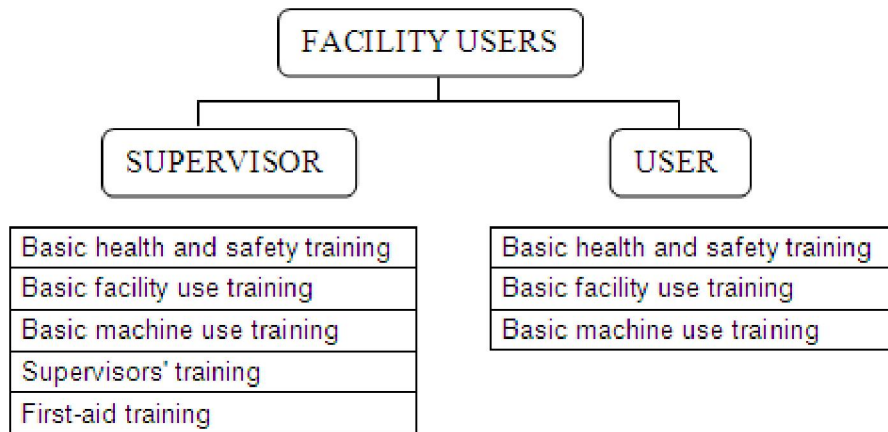 FACILITY USERS
SUPERVISOR
USER
Basic health and safety training
Basic facility use training
Basic machine use training
Supervisors' training
First-aid training
Basic health and safety training
Basic facility use training
Basic machine use training